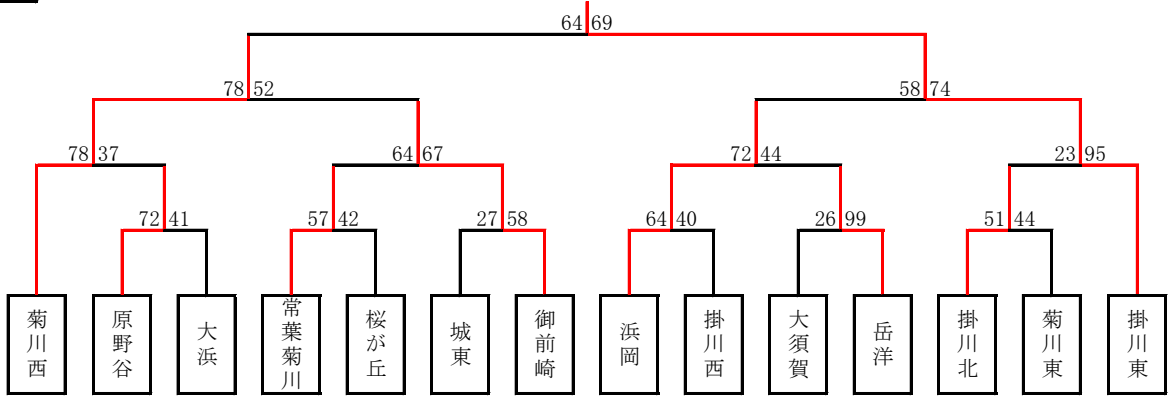 64 69
78 52
58 74
78 37
64 67
72 44
23 95
72 41
57 42
27 58
64 40
26 99
51 44
菊川西
原野谷
大浜
常葉菊川
桜が丘
城東
御前崎
浜岡
掛川西
大須賀
岳洋
掛川北
菊川東
掛川東